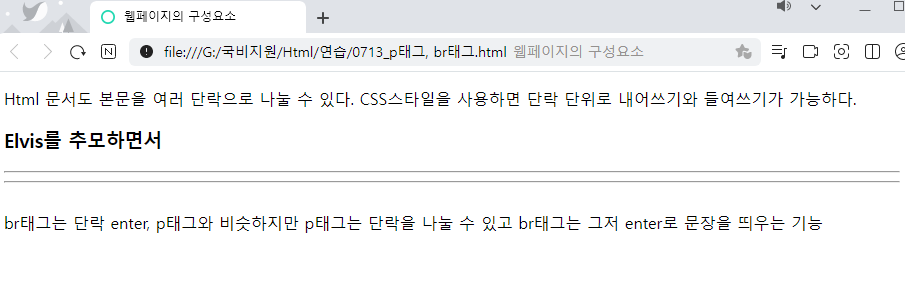 웹페이지의 구성요소
file:///G:/국비지원/Html/연습/0713_p태그, br태그.html 웹페이지의 구성요소
Html 문서도 본문을 여러 단락으로 나눌 수 있다. CSS스타일을 사용하면 단락 단위로 내어쓰기와 들여쓰기가 가능하다.
Elvis를 추모하면서
br태그는 단락 enter, p태그와 비슷하지만 p태그는 단락을 나눌 수 있고 br태그는 그저 enter로 문장을 띄우는 기능